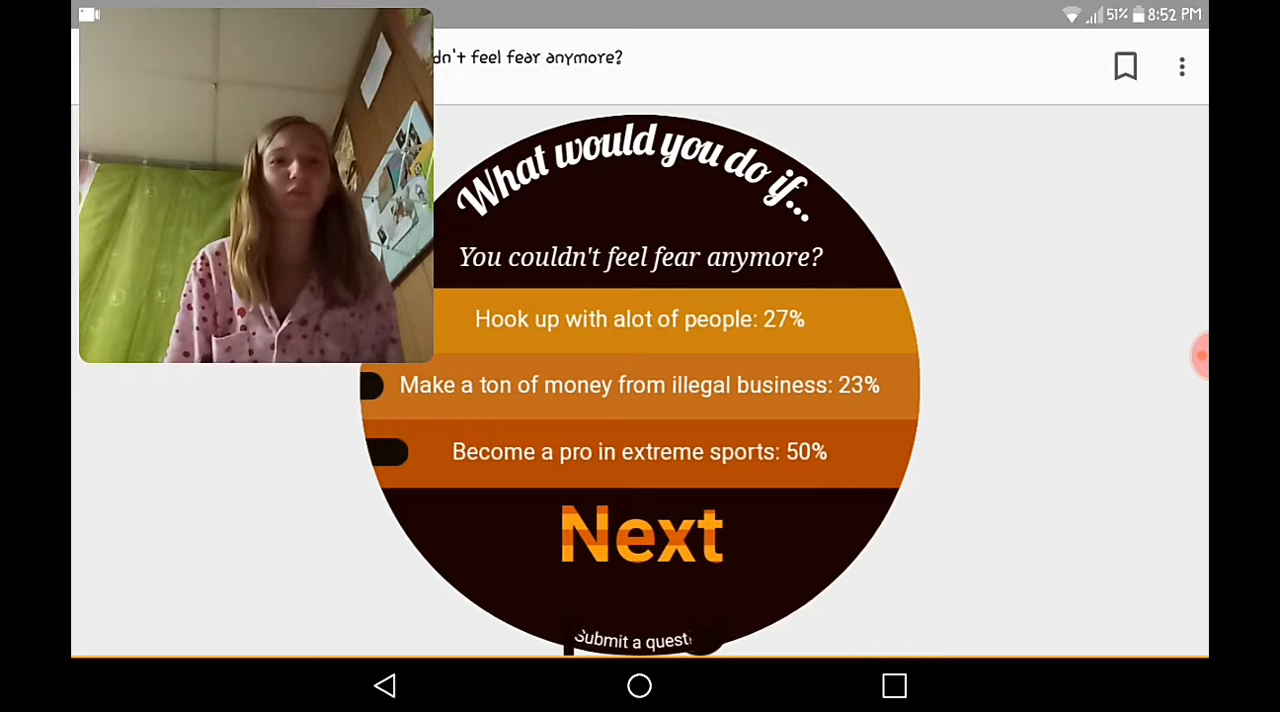 51% 8:52 PM
dn't feel fear anymore?
What would you do if...
You couldn't feel fear anymore?
Hook up with alot of people: 27%
Make a ton of money from illegal business: 23%
Become a pro in extreme sports: 50%
Next
Submit a quest